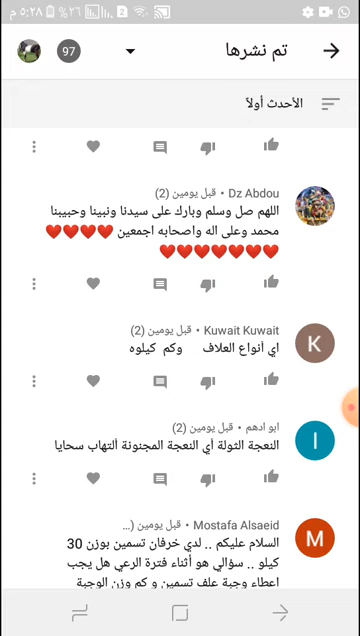 ٥:٢٨ م ٢٦%
تم نشرها
97
الأحدث أولاً
Dz Abdou • قبل يومين (2)
اللهم صل وسلم وبارك على سيدنا ونبينا وحبيبنا
محمد وعلى اله واصحابه اجمعين ❤️❤️❤️❤️
❤️❤️❤️❤️❤️❤️❤️
Kuwait Kuwait • قبل يومين (2)
K
اي أنواع العلاف وكم كيلوه
ابو ادهم • قبل يومين (2)
I
النعجة الثولة أي النعجة المجنونة ألتهاب سحايا
Mostafa Alsaeid • قبل يومين (...
M
السلام عليكم .. لدي خرفان تسمين بوزن 30
كيلو .. سؤالي هو أثناء فترة الرعي هل يجب
اعطاء وجبة علف تسمين و كم وزن الوجبة